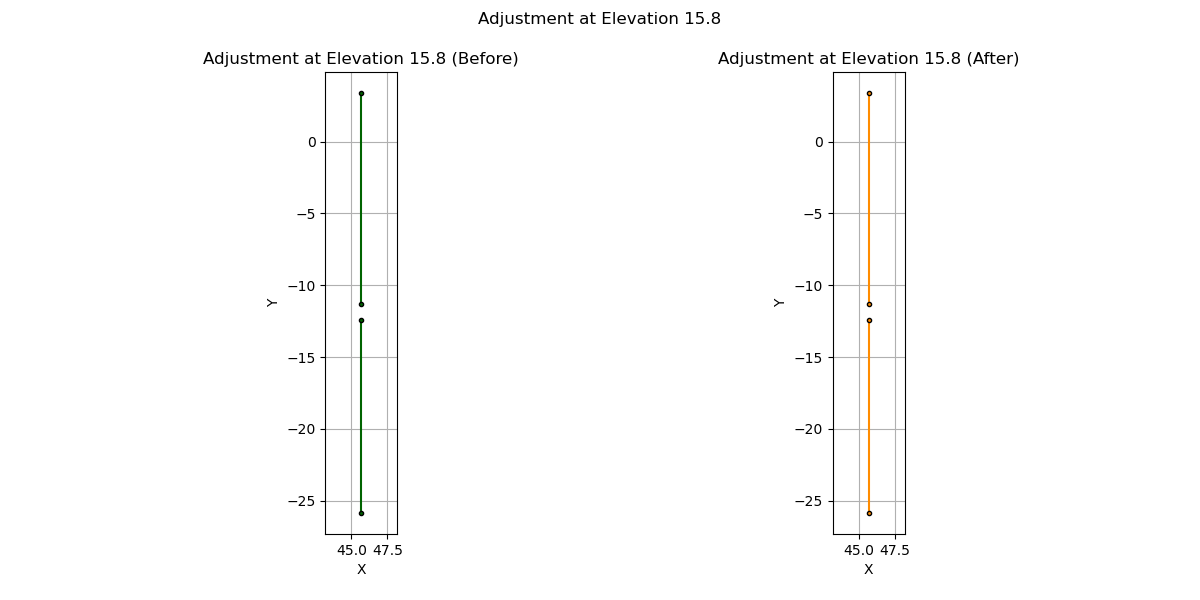 Adjustment at Elevation 15.8
Adjustment at Elevation 15.8 (Before)
0
−5
−10
−15
−20
−25
Y
45.0 47.5
X
Adjustment at Elevation 15.8 (After)
0
−5
−10
−15
−20
−25
Y
45.0 47.5
X